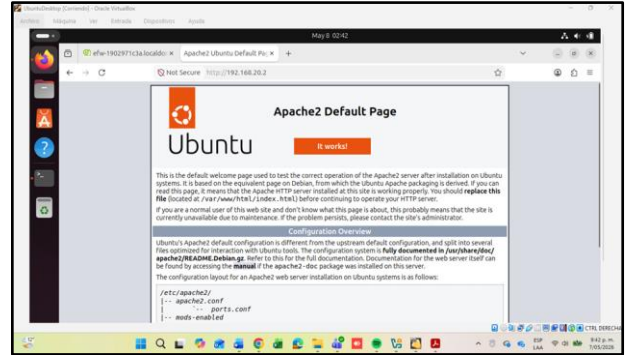 UbuntuDesktop [Corriendo] - Oracle VirtualBox
Archivo Máquina Ver Entrada Dispositivos Ayuda
May 8 02:42
efw-1902971c3a.localdor
Apache2 Ubuntu Default Pag
Not Secure http://192.168.20.2
Apache2 Default Page
Ubuntu
It works!
This is the default welcome page used to test the correct operation of the Apache2 server after installation on Ubuntu
systems. It is based on the equivalent page on Debian, from which the Ubuntu Apache packaging is derived. If you can
read this page, it means that the Apache HTTP server installed at this site is working properly. You should replace this
file (located at /var/www/html/index.html) before continuing to operate your HTTP server.
If you are a normal user of this web site and don't know what this page is about, this probably means that the site is
currently unavailable due to maintenance. If the problem persists, please contact the site's administrator.
Configuration Overview
Ubuntu's Apache2 default configuration is different from the upstream default configuration, and split into several
files optimized for interaction with Ubuntu tools. The configuration system is fully documented in /usr/share/doc/
apache2/README.Debian.gz. Refer to this for the full documentation. Documentation for the web server itself can
be found by accessing the manual if the apache2-doc package was installed on this server.
The configuration layout for an Apache2 web server installation on Ubuntu systems is as follows:
/etc/apache2/
|-- apache2.conf
| `-- ports.conf
|-- mods-enabled
CTRL DERECHA
ESP
LAA
9:42 p. m.
7/05/2026